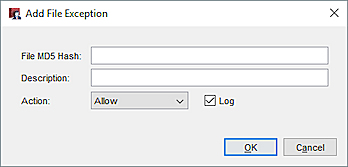 Add File Exception
File MD5 Hash:
Description:
Action: Allow Log
OK Cancel